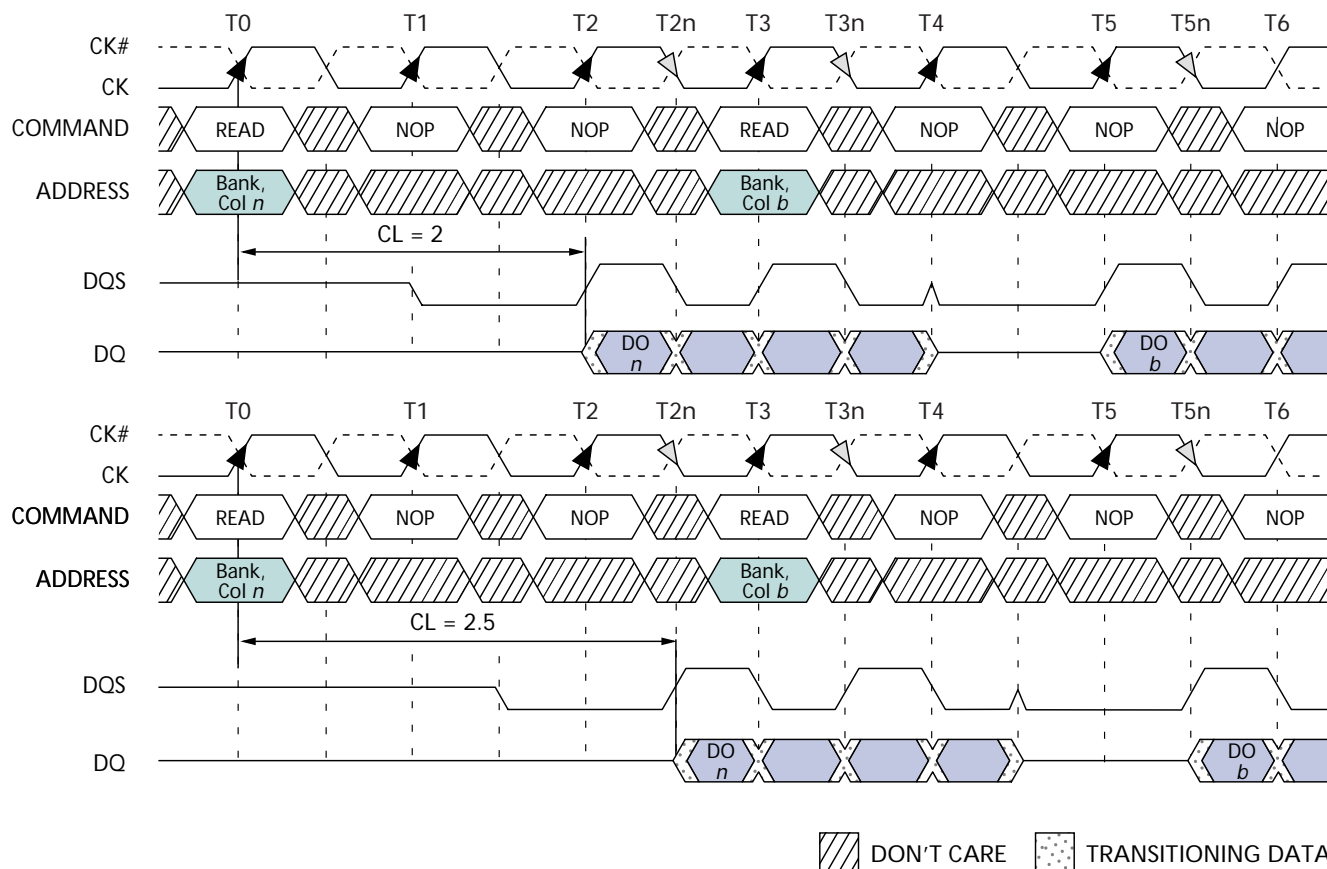 T0 T1 T2 T2n T3 T3n T4 T5 T5n T6
CK#
CK
COMMAND READ NOP NOP READ NOP NOP NOP
ADDRESS Bank, Col n Bank, Col b
CL = 2
DQS
DQ DO n DO b
T0 T1 T2 T2n T3 T3n T4 T5 T5n T6
CK#
CK
COMMAND READ NOP NOP READ NOP NOP NOP
ADDRESS Bank, Col n Bank, Col b
CL = 2.5
DQS
DQ DO n DO b
DON'T CARE TRANSITIONING DATA